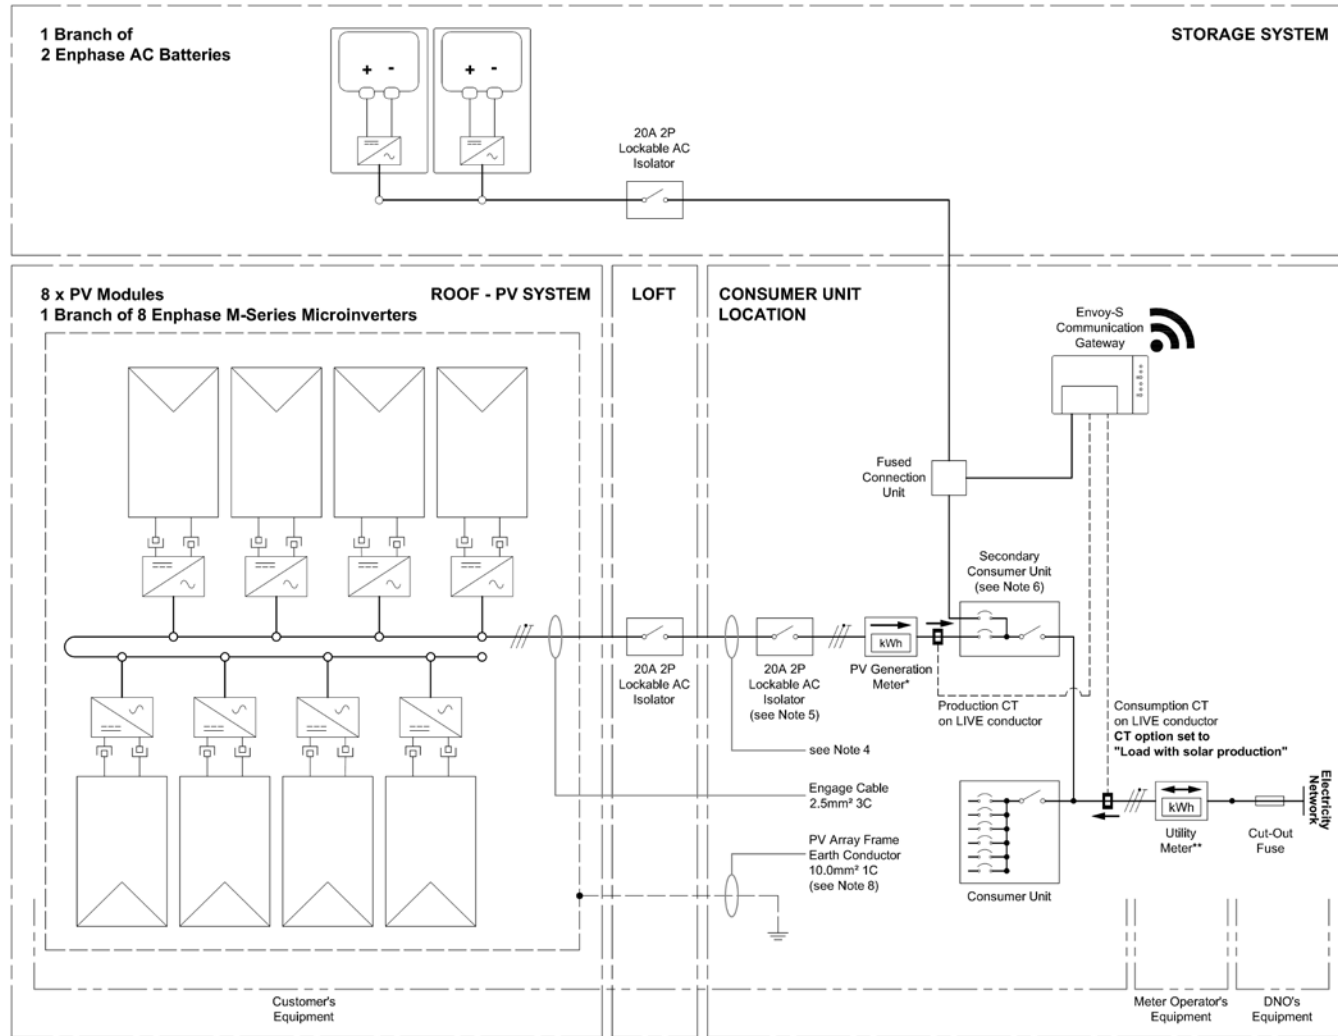 1 Branch of
2 Enphase AC Batteries
STORAGE SYSTEM
+ -
+ -
20A 2P
Lockable AC
Isolator
8 x PV Modules
1 Branch of 8 Enphase M-Series Microinverters
ROOF - PV SYSTEM
LOFT
CONSUMER UNIT
LOCATION
Envoy-S
Communication
Gateway
Fused
Connection
Unit
Secondary
Consumer Unit
(see Note 6)
20A 2P
Lockable AC
Isolator
20A 2P
Lockable AC
Isolator
(see Note 5)
kWh
PV Generation
Meter*
Production CT
on LIVE conductor
Consumption CT
on LIVE conductor
CT option set to
"Load with solar production"
see Note 4
Engage Cable
2.5mm² 3C
PV Array Frame
Earth Conductor
10.0mm² 1C
(see Note 8)
Consumer Unit
kWh
Utility
Meter**
Cut-Out
Fuse
Electricity
Network
Customer's
Equipment
Meter Operator's
Equipment
DNO's
Equipment